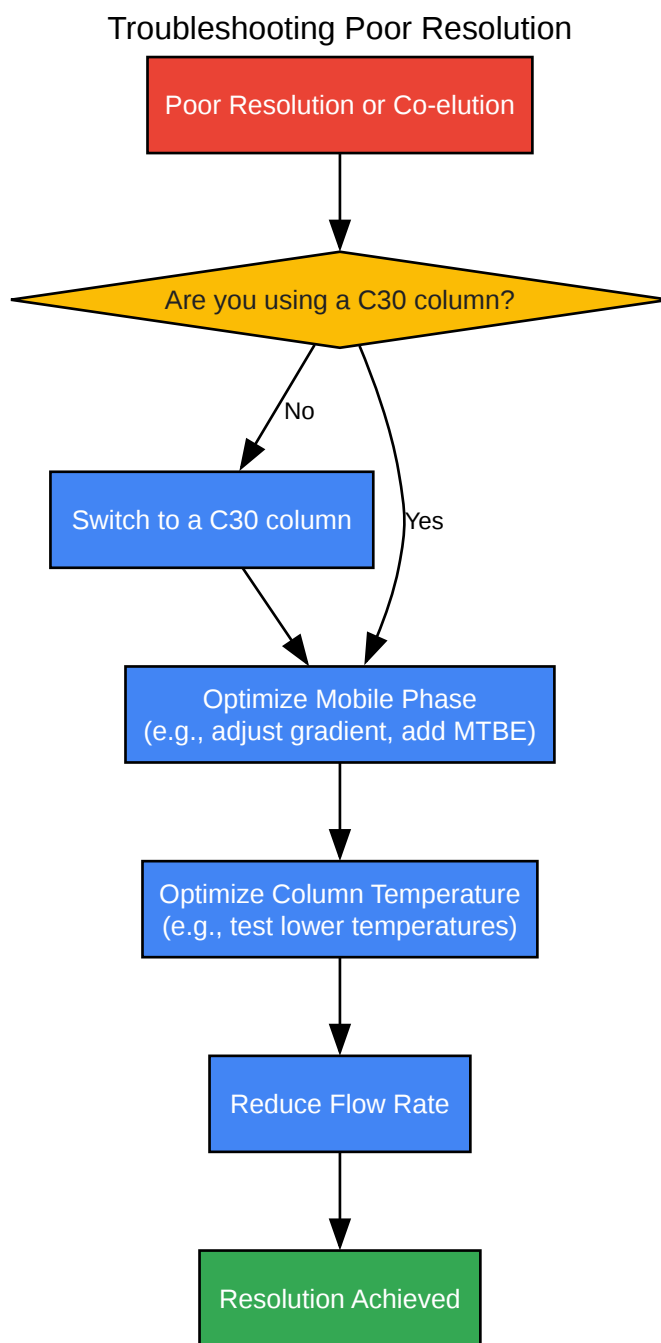 Troubleshooting Poor Resolution
Poor Resolution or Co-elution
Are you using a C30 column?
No
Switch to a C30 column
Yes
Optimize Mobile Phase
(e.g., adjust gradient, add MTBE)
Optimize Column Temperature
(e.g., test lower temperatures)
Reduce Flow Rate
Resolution Achieved